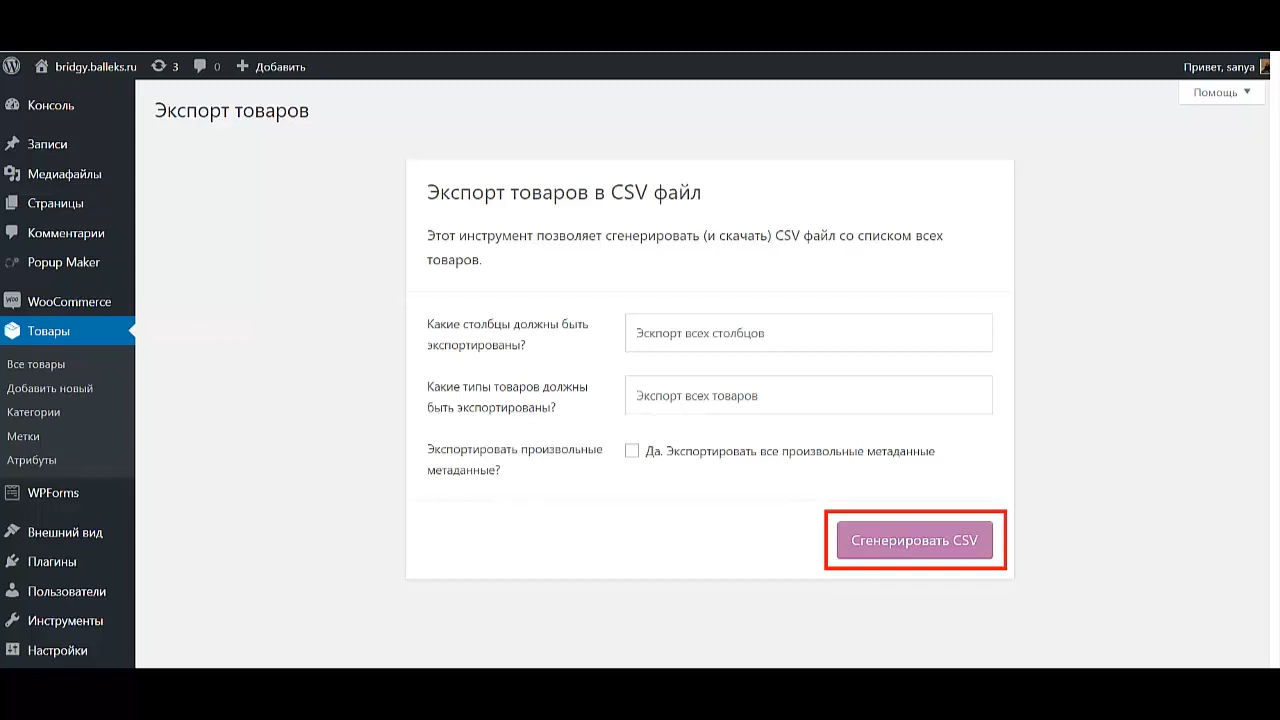 bridgy.balleks.ru 3 0 Добавить Привет, sanya
Помощь
Консоль
Записи
Медиафайлы
Страницы
Комментарии
Popup Maker
WooCommerce
Товары
Все товары
Добавить новый
Категории
Метки
Атрибуты
WPForms
Внешний вид
Плагины
Пользователи
Инструменты
Настройки
Экспорт товаров
Экспорт товаров в CSV файл
Этот инструмент позволяет сгенерировать (и скачать) CSV файл со списком всех
товаров.
Какие столбцы должны быть
экспортированы?
Эскпорт всех столбцов
Какие типы товаров должны
быть экспортированы?
Экспорт всех товаров
Экспортировать произвольные
метаданные?
Да. Экспортировать все произвольные метаданные
Сгенерировать CSV